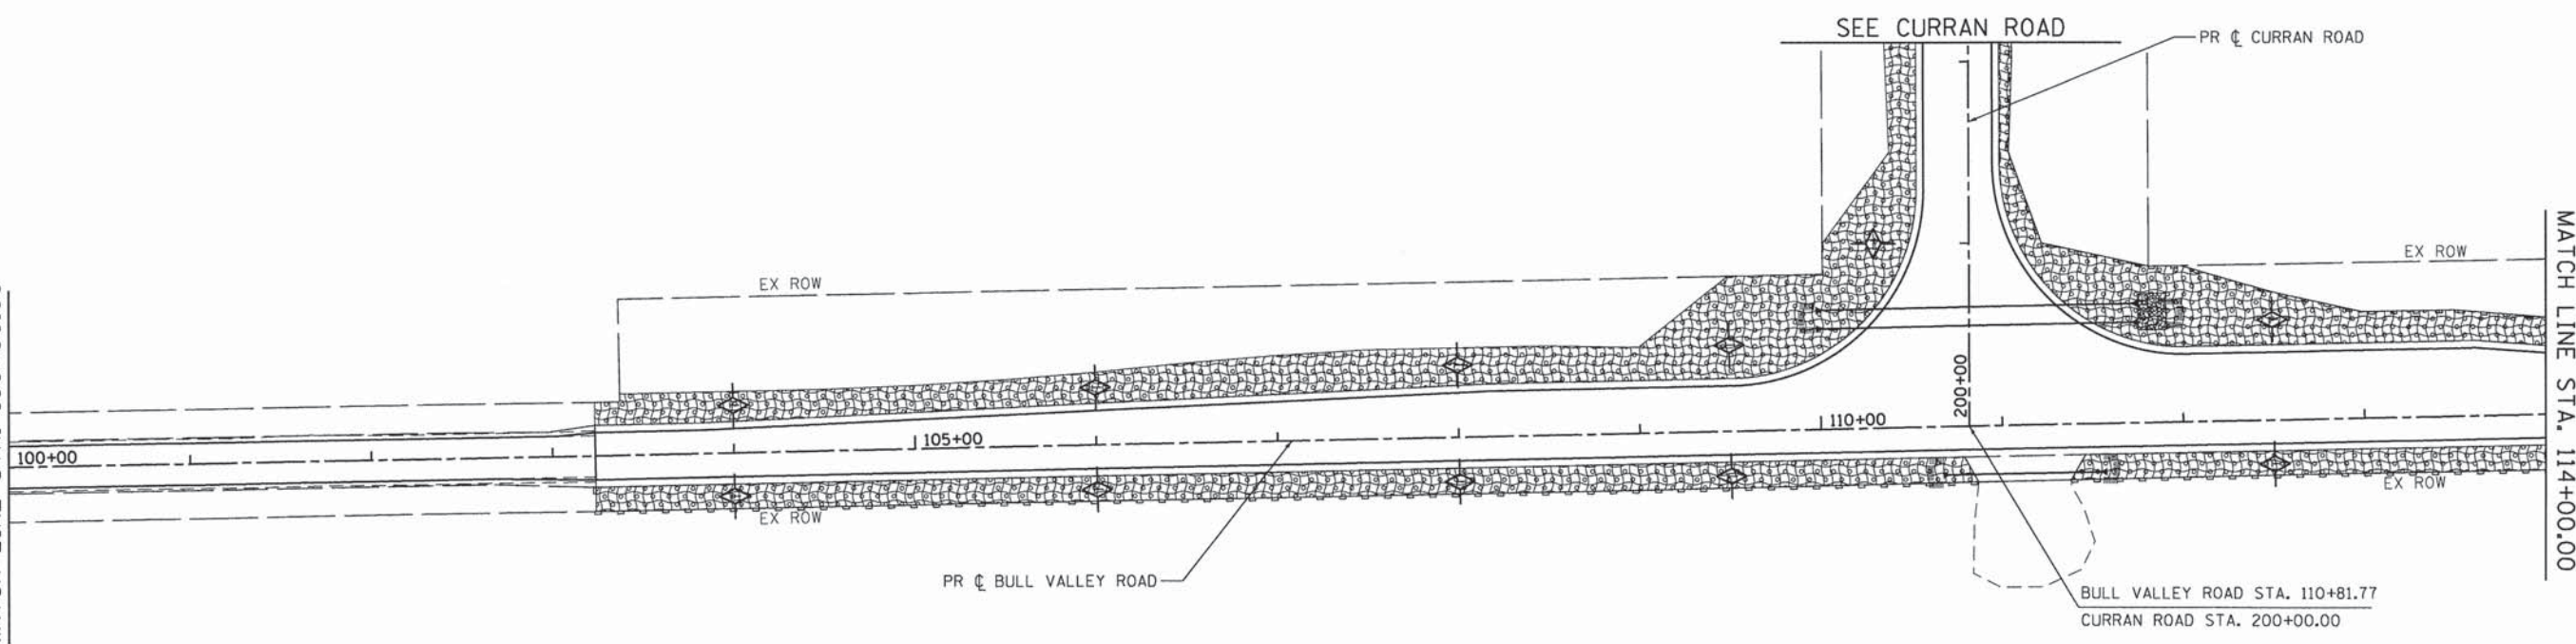 SEE CURRAN ROAD
PR ℄ CURRAN ROAD
EX ROW
EX ROW
MATCH LINE STA. 114+00.00
200+00
110+00
105+00
100+00
EX ROW
EX ROW
PR ℄ BULL VALLEY ROAD
BULL VALLEY ROAD STA. 110+81.77
CURRAN ROAD STA. 200+00.00